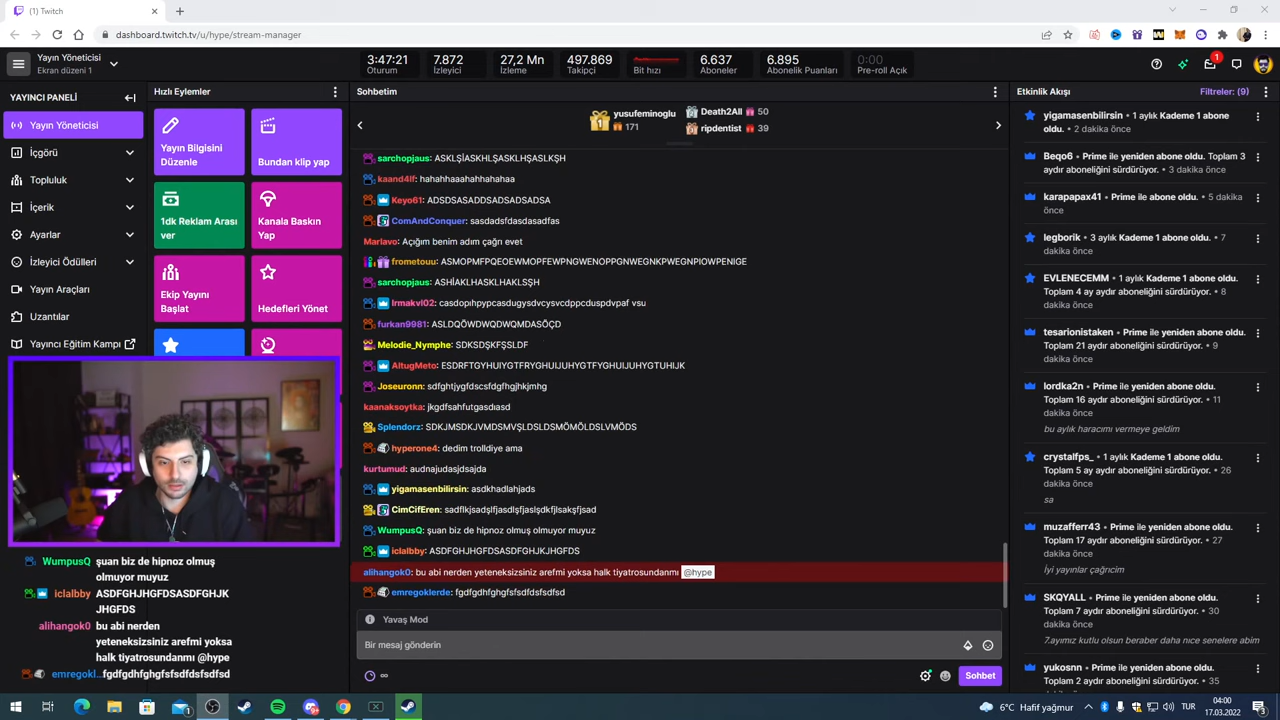 (1) Twitch
dashboard.twitch.tv/u/hype/stream-manager
Yayın Yöneticisi
Ekran düzeni 1
3:47:21
Oturum
7.872
İzleyici
27,2 Mn
İzleme
497.869
Takipçi
Bit hızı
6.637
Aboneler
6.895
Abonelik Puanları
0:00
Pre-roll Açık
1
YAYINCI PANELİ
Yayın Yöneticisi
İçgörü
Topluluk
İçerik
Ayarlar
İzleyici Ödülleri
Yayın Araçları
Uzantılar
Yayıncı Eğitim Kampı
Hızlı Eylemler
Yayın Bilgisini
Düzenle
Bundan klip yap
1dk Reklam Arası
ver
Kanala Baskın
Yap
Ekip Yayını
Başlat
Hedefleri Yönet
WumpusQ şuan biz de hipnoz olmuş
olmuyor muyuz
iclalbby ASDFGHJHGFDSASDFGHJK
JHGFDS
alihangok0 bu abi nerden
yeteneksizsiniz arefmi yoksa
halk tiyatrosundanmı @hype
emregokl... fgdfgdhfghgfsfsdfdsfsdfsd
Sohbetim
1
yusufeminoglu
171
Death2All 50
ripdentist 39
sarchopjaus: ASKLŞİASKHLŞASKLHŞASLKŞH
kaand4lf: hahahhaaahahhahahaa
Keyo61: ADSDSASADDSADSADSADSA
ComAndConquer: sasdadsfdasdasadfas
Marlavo: Açığım benim adım çağrı evet
frometouu: ASMOPMFPQEOEWMOPFEWPNGWENOPPGNWEGNKPWEGNPIOWPENIGE
sarchopjaus: ASHİAKLHASKLHAKLSŞH
Irmakvl02: casdopıhpypcasdugysdvcysvcdppcduspdvpaf vsu
furkan9981: ASLDQÖWDWQDWQMDASÖÇD
Melodie_Nymphe: SDKSDŞKFŞSLDF
AltugMeto: ESDRFTGYHUIYGTFRYGHUIJUHYGTFYGHUIJUHYGTUHIJK
Joseuronn: sdfghtjygfdscsfdgfhgjhkjmhg
kaanaksoytka: jkgdfsahfutgasdıasd
Splendorz: SDKJMSDKJVMDSMVŞLDSLDSMÖMÖLDSLVMÖDS
hyperone4: dedim trolldiye ama
kurtumud: audnajudasjdsajda
yigamasenbilirsin: asdkhadlahjads
CimCifEren: sadflkjsadşlfjasdlşfjaslşdkfjlsakşfjsad
WumpusQ: şuan biz de hipnoz olmuş olmuyor muyuz
iclalbby: ASDFGHJHGFDSASDFGHJKJHGFDS
alihangok0: bu abi nerden yeteneksizsiniz arefmi yoksa halk tiyatrosundanmı @hype
emregoklerde: fgdfgdhfghgfsfsdfdsfsdfsd
Yavaş Mod
Bir mesaj gönderin
Sohbet
Etkinlik Akışı
Filtreler: (9)
yigamasenbilirsin • 1 aylık Kademe 1 abone
oldu. • 2 dakika önce
Beqo6 • Prime ile yeniden abone oldu. Toplam 3
aydır aboneliğini sürdürüyor. • 3 dakika önce
karapapax41 • Prime ile abone oldu. • 5 dakika
önce
legborik • 3 aylık Kademe 1 abone oldu. • 7
dakika önce
EVLENECEMM • 1 aylık Kademe 1 abone oldu.
Toplam 4 ay aydır aboneliğini sürdürüyor. • 8
dakika önce
tesarionistaken • Prime ile yeniden abone oldu.
Toplam 21 aydır aboneliğini sürdürüyor. • 9
dakika önce
lordka2n • Prime ile yeniden abone oldu.
Toplam 16 aydır aboneliğini sürdürüyor. • 11
dakika önce
bu aylık haracımı vermeye geldim
crystalfps_ • 1 aylık Kademe 1 abone oldu.
Toplam 5 ay aydır aboneliğini sürdürüyor. • 26
dakika önce
sa
muzafferr43 • Prime ile yeniden abone oldu.
Toplam 17 aydır aboneliğini sürdürüyor. • 27
dakika önce
İyi yayınlar çağrıcim
SKQYALL • Prime ile yeniden abone oldu.
Toplam 7 aydır aboneliğini sürdürüyor. • 30
dakika önce
7.ayımız kutlu olsun beraber daha nıce senelere abim
yukosnn • Prime ile yeniden abone oldu.
Toplam 2 aydır aboneliğini sürdürüyor. • 35
dakika önce
6°C Hafif yağmur
TUR
04:00
17.03.2022
3